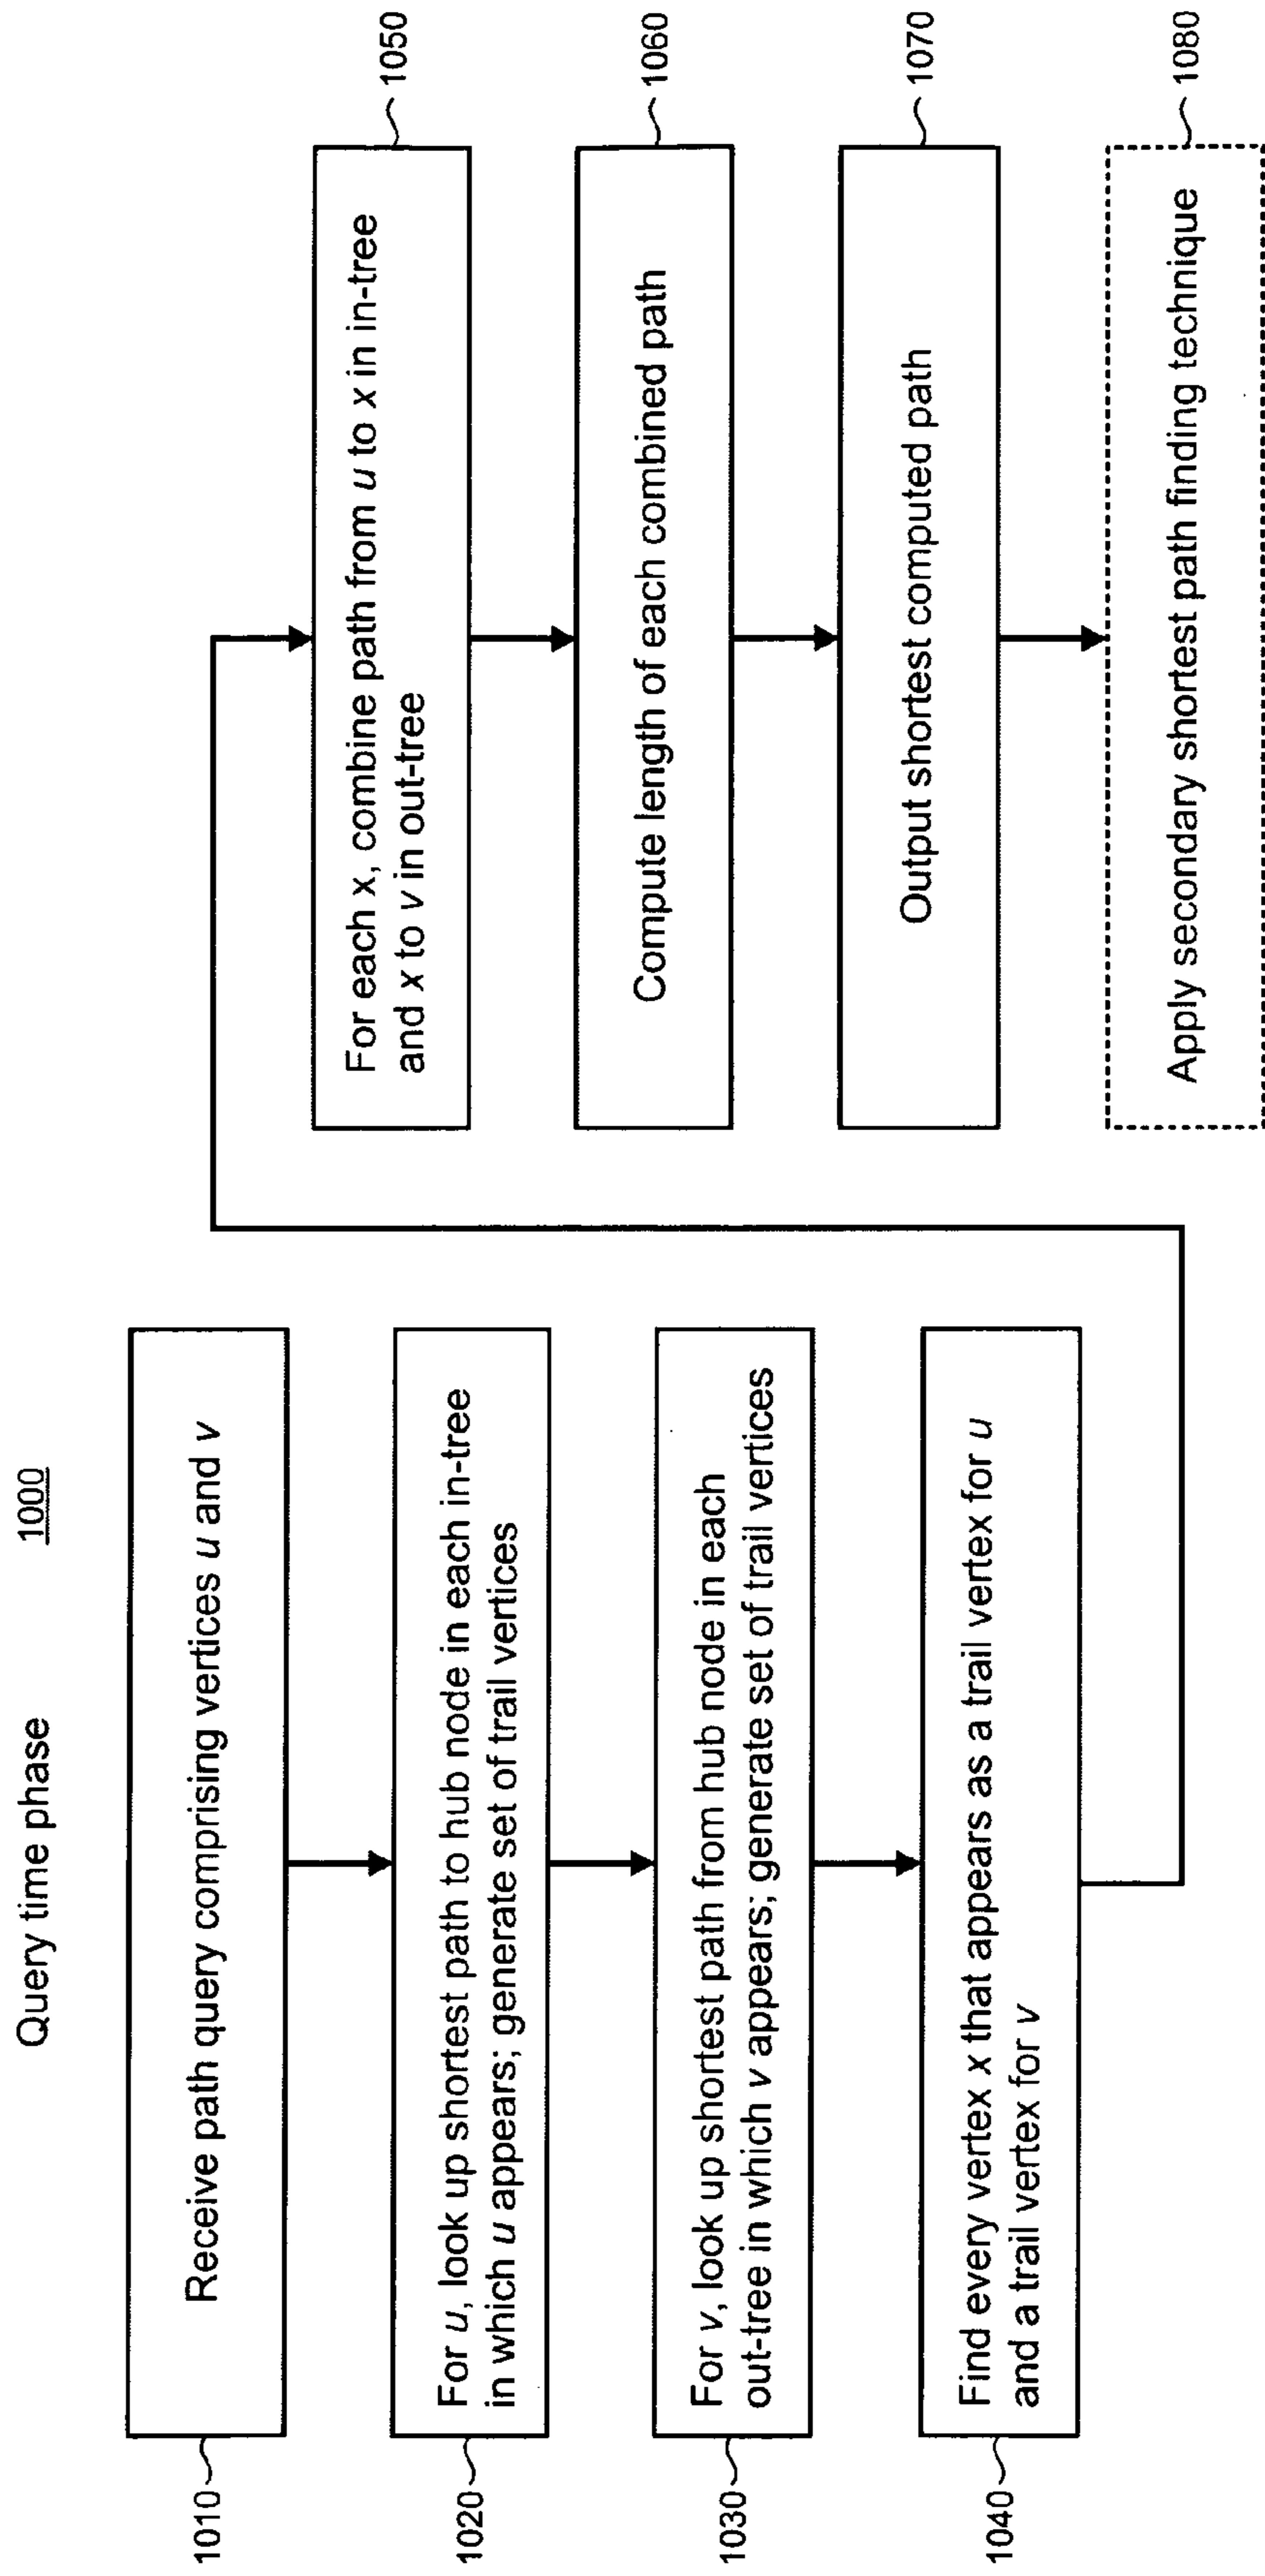 Query time phase
1000
1010
Receive path query comprising vertices u and v
1020
For u, look up shortest path to hub node in each in-tree
in which u appears; generate set of trail vertices
1030
For v, look up shortest path from hub node in each
out-tree in which v appears; generate set of trail vertices
1040
Find every vertex x that appears as a trail vertex for u
and a trail vertex for v
For each x, combine path from u to x in in-tree
and x to v in out-tree
1050
Compute length of each combined path
1060
Output shortest computed path
1070
Apply secondary shortest path finding technique
1080